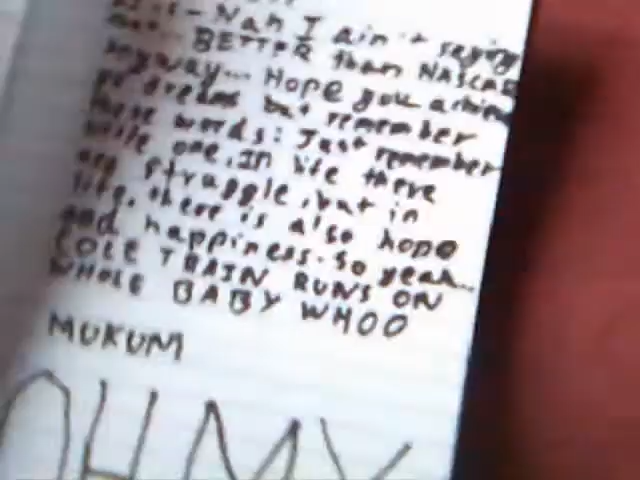 - Nah I ain't saying
BETTER than NASCAR
anyway... Hope you achieve
dreams but remember
these words: Just remember
one. In life there
are struggle, but in
life, there is also hope
and happiness. So yeah..
COLE TRAIN RUNS ON
WHOLE BABY WHOO
MUKUM
OH MY